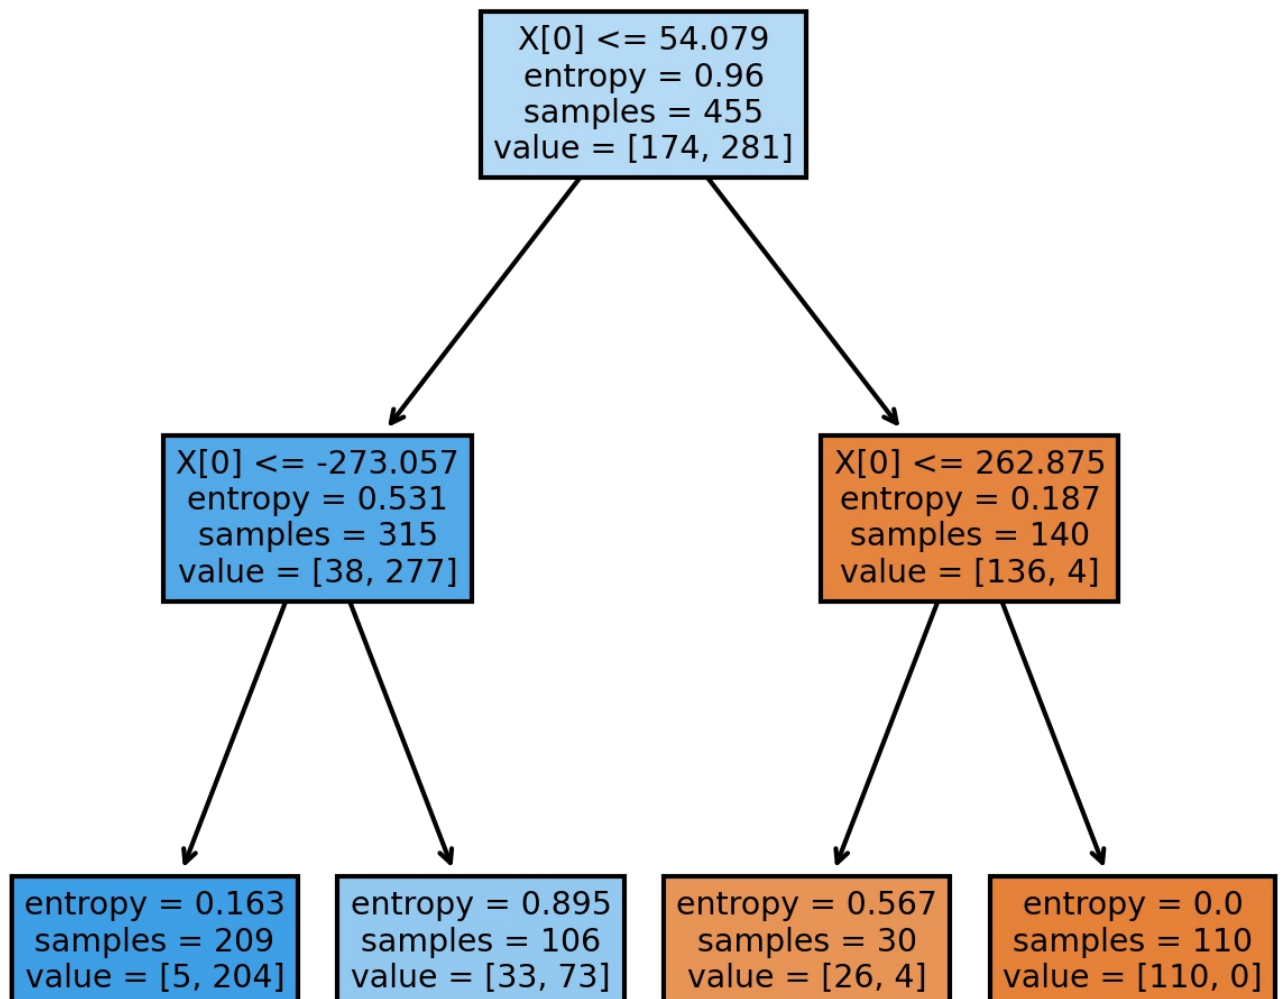 X[0] <= 54.079
entropy = 0.96
samples = 455
value = [174, 281]
X[0] <= -273.057
entropy = 0.531
samples = 315
value = [38, 277]
X[0] <= 262.875
entropy = 0.187
samples = 140
value = [136, 4]
entropy = 0.163
samples = 209
value = [5, 204]
entropy = 0.895
samples = 106
value = [33, 73]
entropy = 0.567
samples = 30
value = [26, 4]
entropy = 0.0
samples = 110
value = [110, 0]